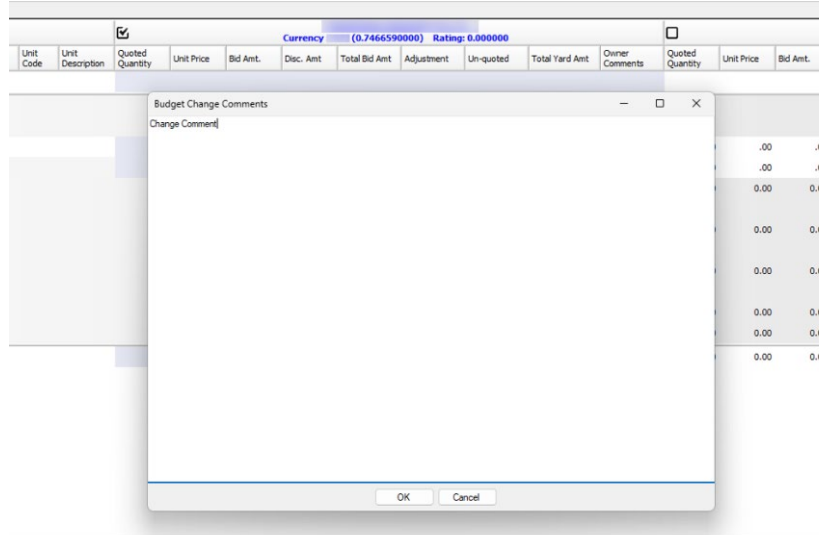 Currency (0.7466590000) Rating: 0.000000
Unit Code Unit Description Quoted Quantity Unit Price Bid Amt. Disc. Amt Total Bid Amt Adjustment Un-quoted Total Yard Amt Owner Comments Quoted Quantity Unit Price Bid Amt.
Budget Change Comments
Change Comment
.00
.00
0.00
0.00
0.00
0.00
0.00
0.00
OK Cancel